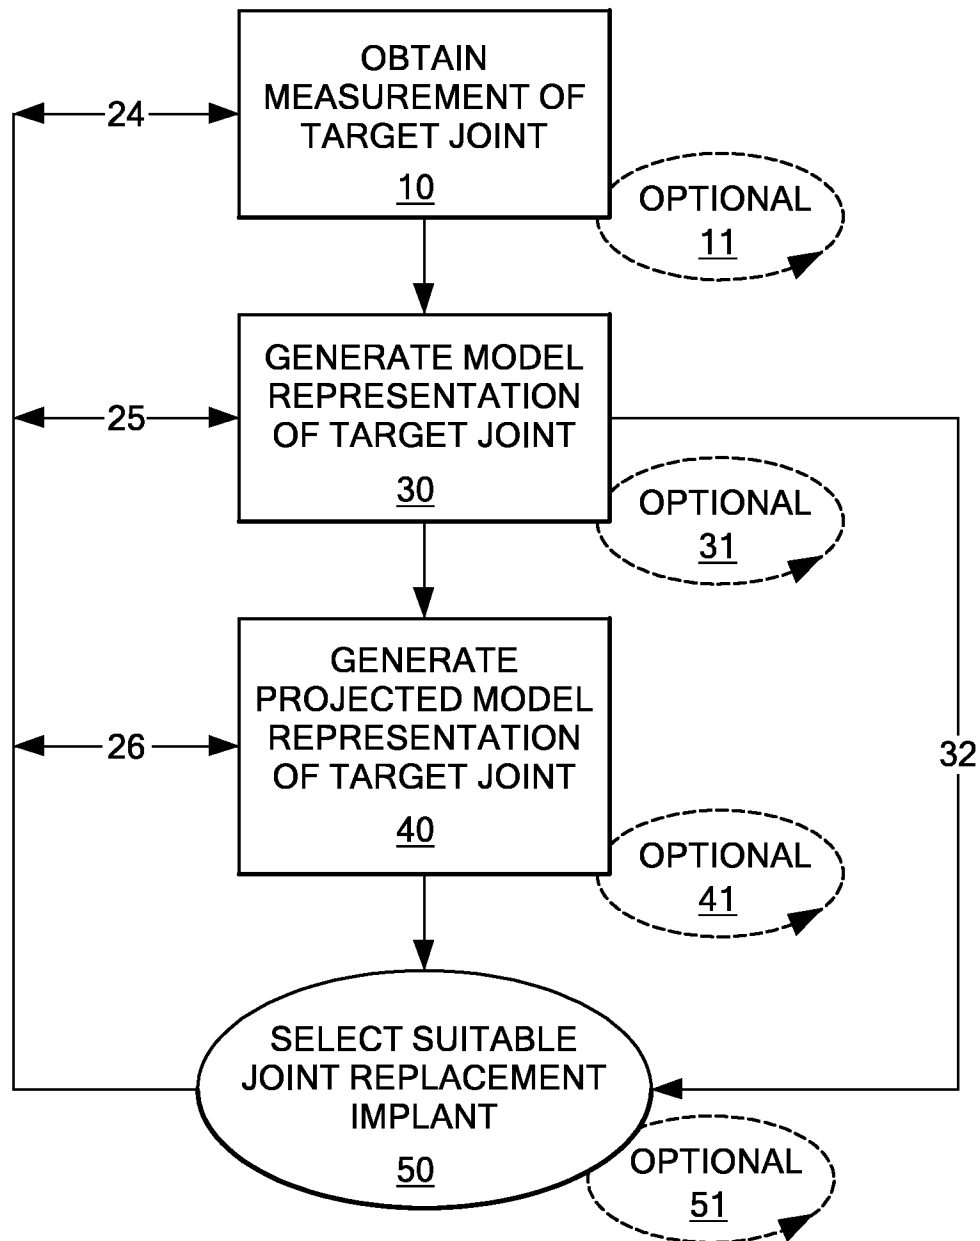 OBTAIN
MEASUREMENT OF
TARGET JOINT
10
24
OPTIONAL
11
GENERATE MODEL
REPRESENTATION
OF TARGET JOINT
30
25
OPTIONAL
31
GENERATE
PROJECTED MODEL
REPRESENTATION
OF TARGET JOINT
40
26
32
OPTIONAL
41
SELECT SUITABLE
JOINT REPLACEMENT
IMPLANT
50
OPTIONAL
51